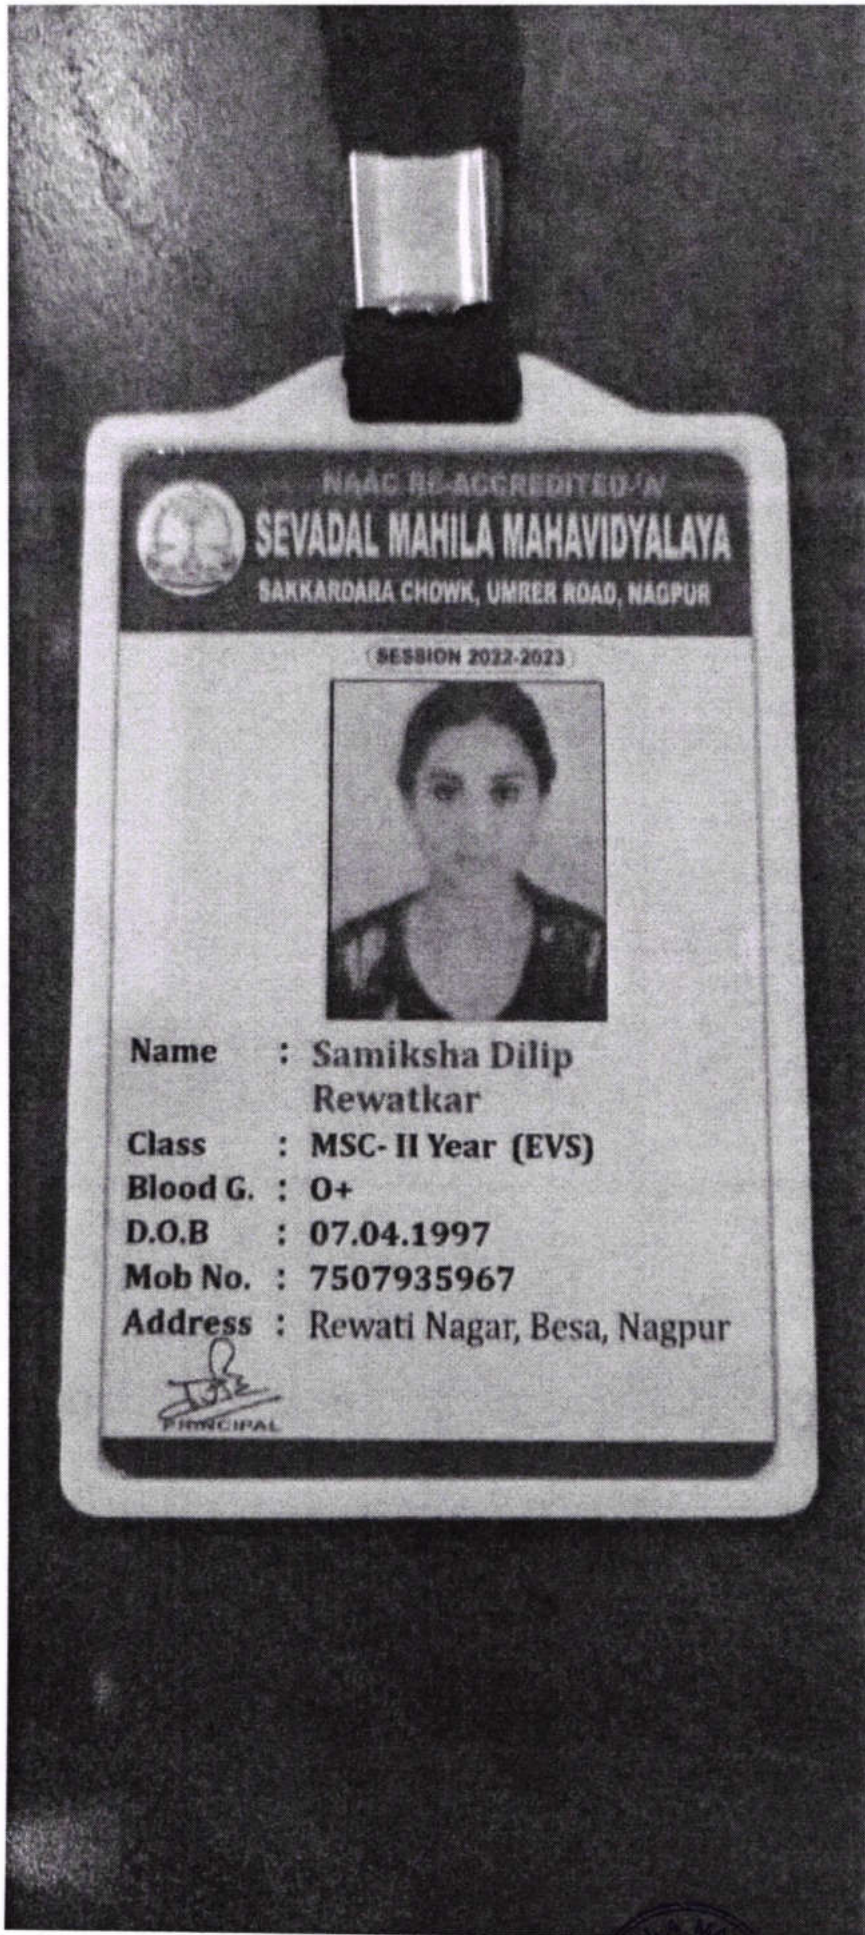 NAAC RE-ACCREDITED-'A'
SEVADAL MAHILA MAHAVIDYALAYA
SAKKARDARA CHOWK, UMRER ROAD, NAGPUR
SESSION 2022-2023
Name : Samiksha Dilip
Rewatkar
Class : MSC- II Year (EVS)
Blood G. : O+
D.O.B : 07.04.1997
Mob No. : 7507935967
Address : Rewati Nagar, Besa, Nagpur
PRINCIPAL